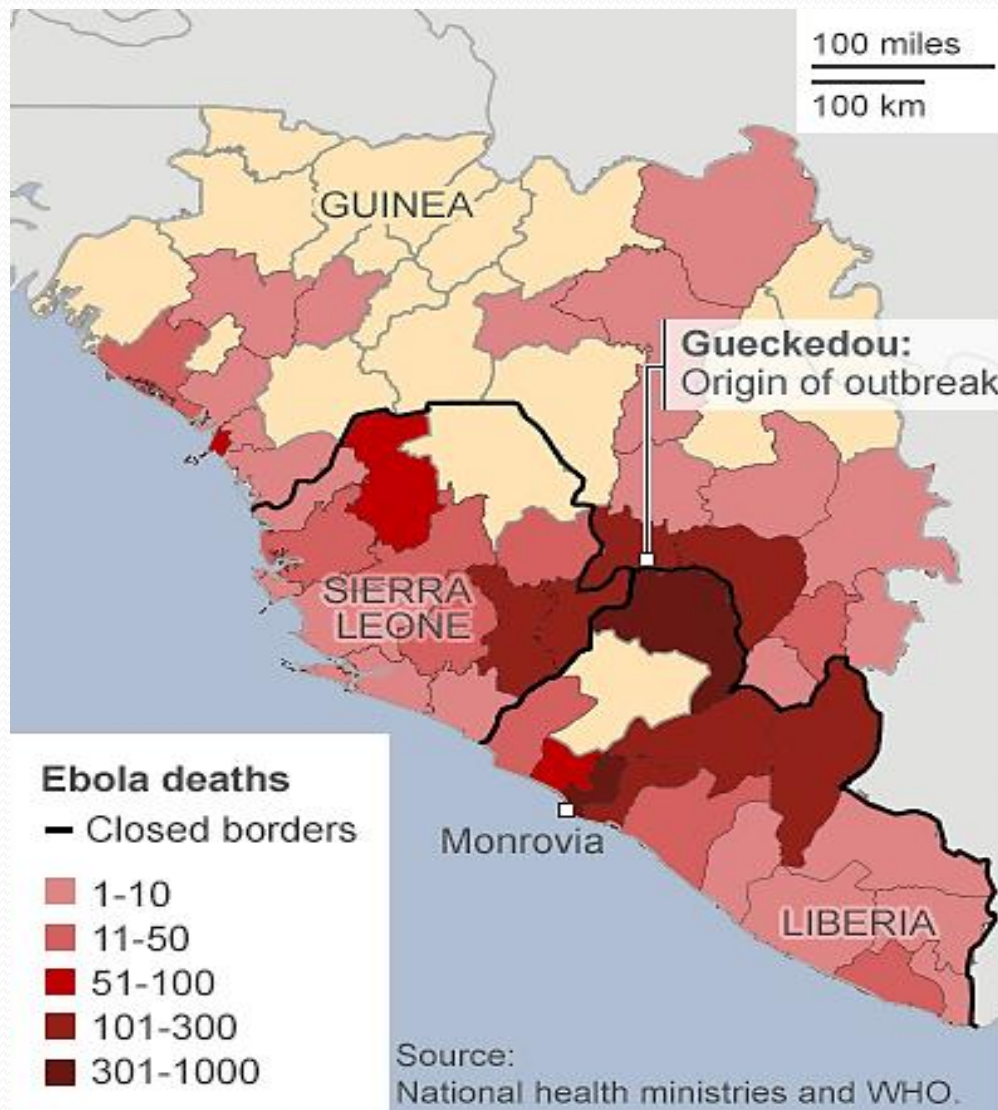 100 miles
100 km
GUINEA
Gueckedou:
Origin of outbreak
SIERRA
LEONE
Monrovia
LIBERIA
Ebola deaths
Closed borders
1-10
11-50
51-100
101-300
301-1000
Source:
National health ministries and WHO.